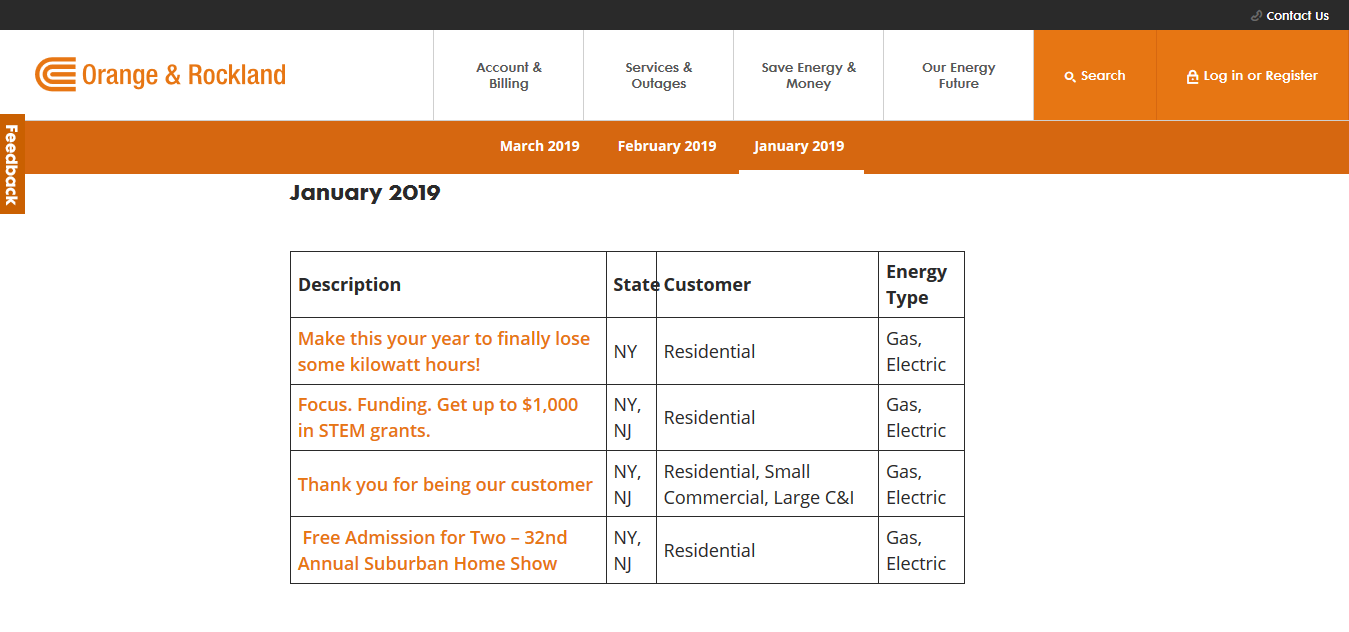 Contact Us
Orange & Rockland
Account &
Billing
Services &
Outages
Save Energy &
Money
Our Energy
Future
Search
Log in or Register
Feedback
March 2019
February 2019
January 2019
January 2019
Description
State
Customer
Energy
Type
Make this your year to finally lose
some kilowatt hours!
NY
Residential
Gas,
Electric
Focus. Funding. Get up to $1,000
in STEM grants.
NY,
NJ
Residential
Gas,
Electric
Thank you for being our customer
NY,
NJ
Residential, Small
Commercial, Large C&I
Gas,
Electric
Free Admission for Two – 32nd
Annual Suburban Home Show
NY,
NJ
Residential
Gas,
Electric